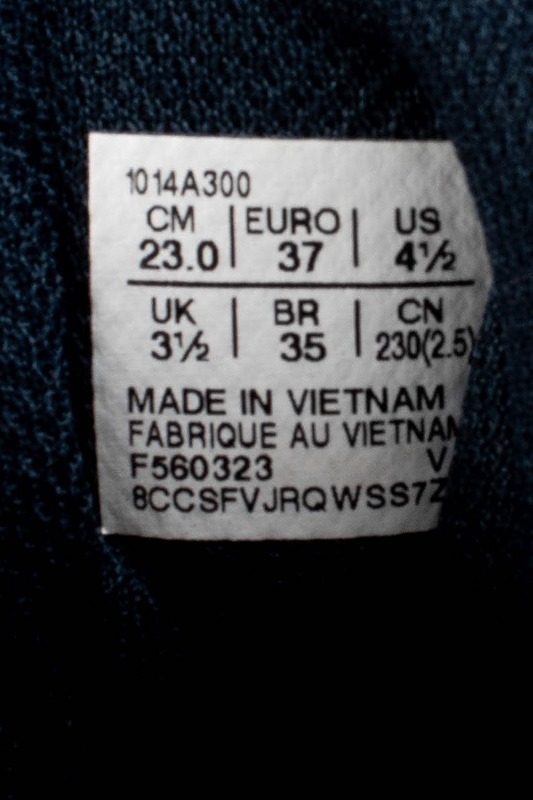 1014A300
CM | EURO | US
23.0 | 37 | 4½
UK | BR | CN
3½ | 35 | 230(2.5)
MADE IN VIETNAM
FABRIQUE AU VIETNAM
F560323 V
8CCSFVJRQWSS7Z